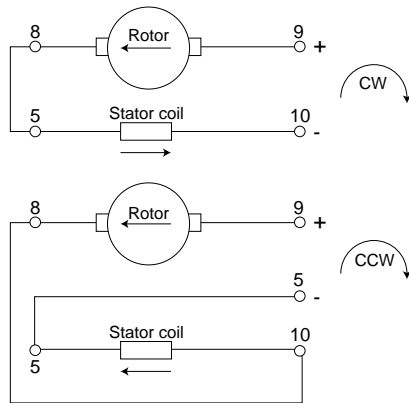 8 Rotor 9 +
CW
5 Stator coil 10 -
8 Rotor 9 +
CCW
5 -
Stator coil 10
5